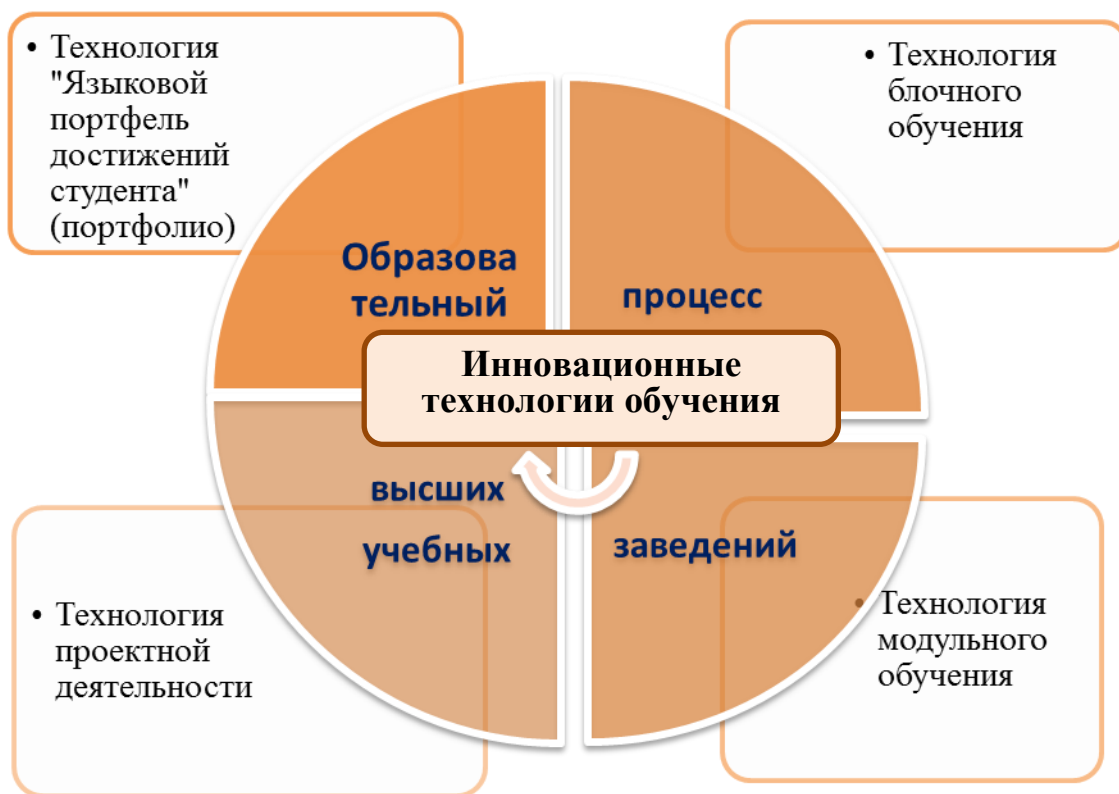 • Технология
"Языковой
портфель
достижений
студента"
(портфолио)
• Технология
блочного
обучения
Образова
тельный
процесс
Инновационные
технологии обучения
высших
учебных
заведений
• Технология
проектной
деятельности
• Технология
модульного
обучения